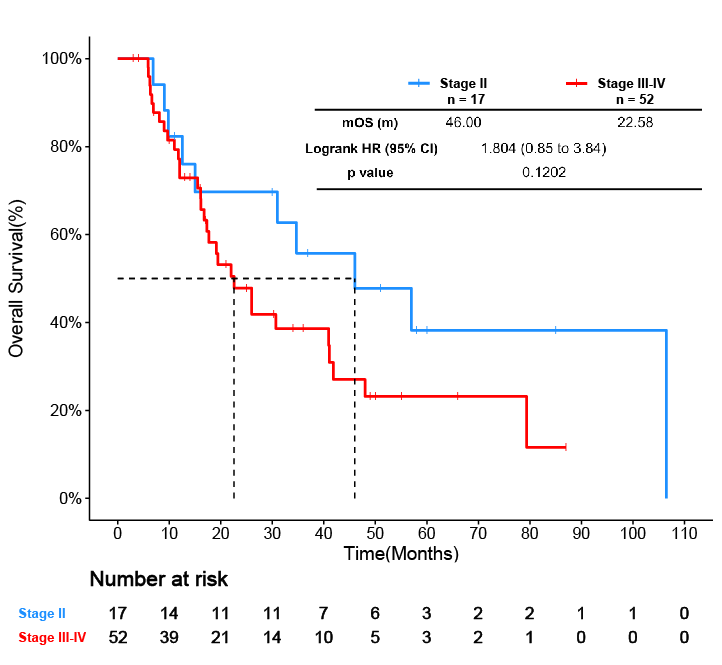 Stage II Stage III-IV
n = 17 n = 52
mOS (m) 46.00 22.58
Logrank HR (95% CI) 1.804 (0.85 to 3.84)
p value 0.1202
Overall Survival(%)
100%
80%
60%
40%
20%
0%
0 10 20 30 40 50 60 70 80 90 100 110
Time(Months)
Number at risk
Stage II 17 14 11 11 7 6 3 2 2 1 1 0
Stage III-IV 52 39 21 14 10 5 3 2 1 0 0 0